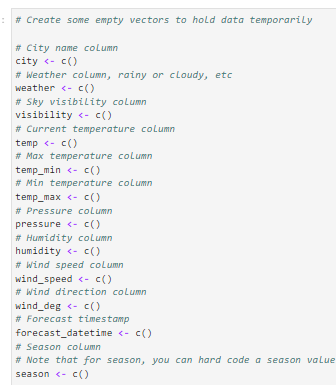 : # Create some empty vectors to hold data temporarily
# City name column
city <- c()
# Weather column, rainy or cloudy, etc
weather <- c()
# Sky visibility column
visibility <- c()
# Current temperature column
temp <- c()
# Max temperature column
temp_min <- c()
# Min temperature column
temp_max <- c()
# Pressure column
pressure <- c()
# Humidity column
humidity <- c()
# Wind speed column
wind_speed <- c()
# Wind direction column
wind_deg <- c()
# Forecast timestamp
forecast_datetime <- c()
# Season column
# Note that for season, you can hard code a season value
season <- c()